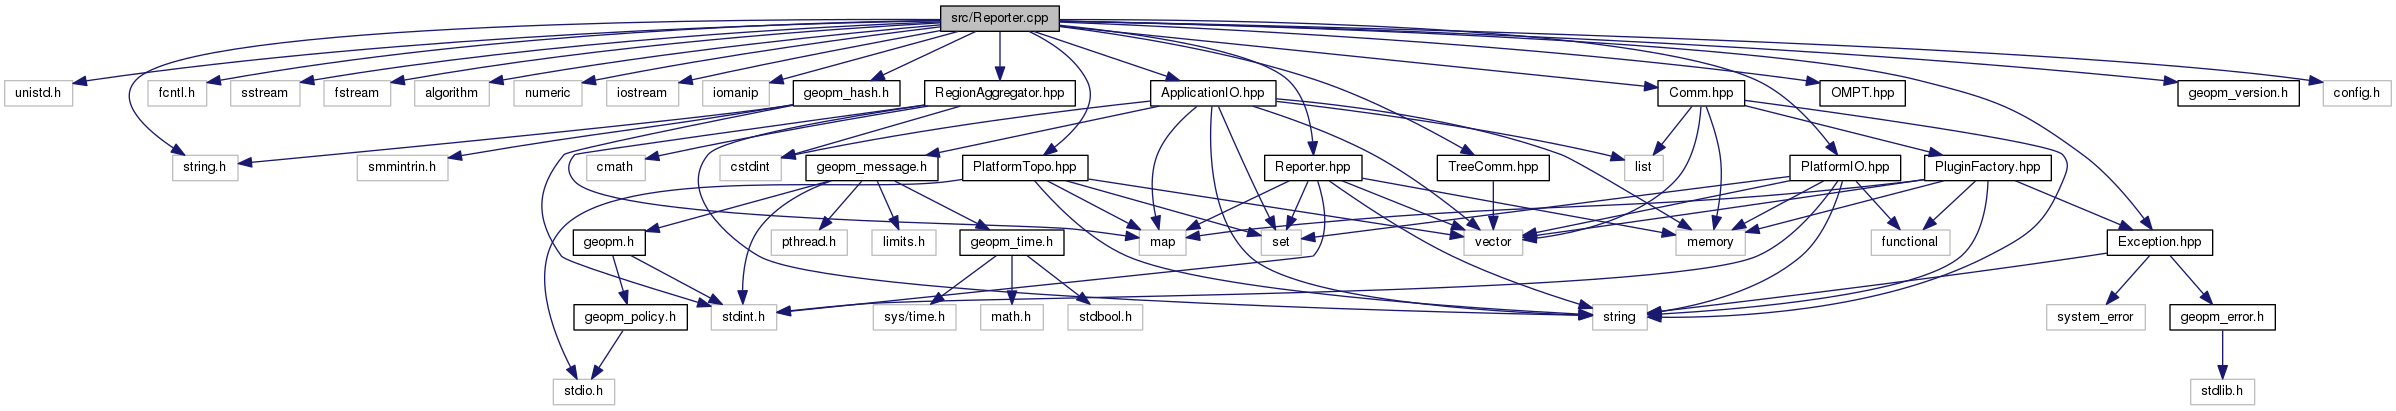 src/Reporter.cpp
unistd.h
fcntl.h
sstream
fstream
algorithm
numeric
iostream
iomanip
geopm_hash.h
RegionAggregator.hpp
ApplicationIO.hpp
Comm.hpp
OMPT.hpp
geopm_version.h
config.h
string.h
smmintrin.h
cmath
cstdint
geopm_message.h
PlatformTopo.hpp
Reporter.hpp
TreeComm.hpp
list
PlatformIO.hpp
PluginFactory.hpp
geopm.h
pthread.h
limits.h
geopm_time.h
map
set
vector
memory
functional
Exception.hpp
geopm_policy.h
stdint.h
sys/time.h
math.h
stdbool.h
string
system_error
geopm_error.h
stdio.h
stdlib.h